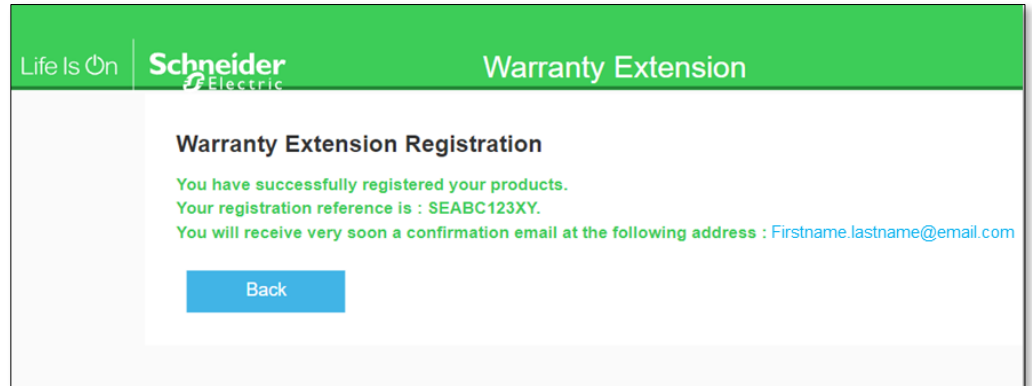 Life Is On
Schneider
Electric
Warranty Extension
Warranty Extension Registration
You have successfully registered your products.
Your registration reference is : SEABC123XY.
You will receive very soon a confirmation email at the following address : Firstname.lastname@email.com
Back